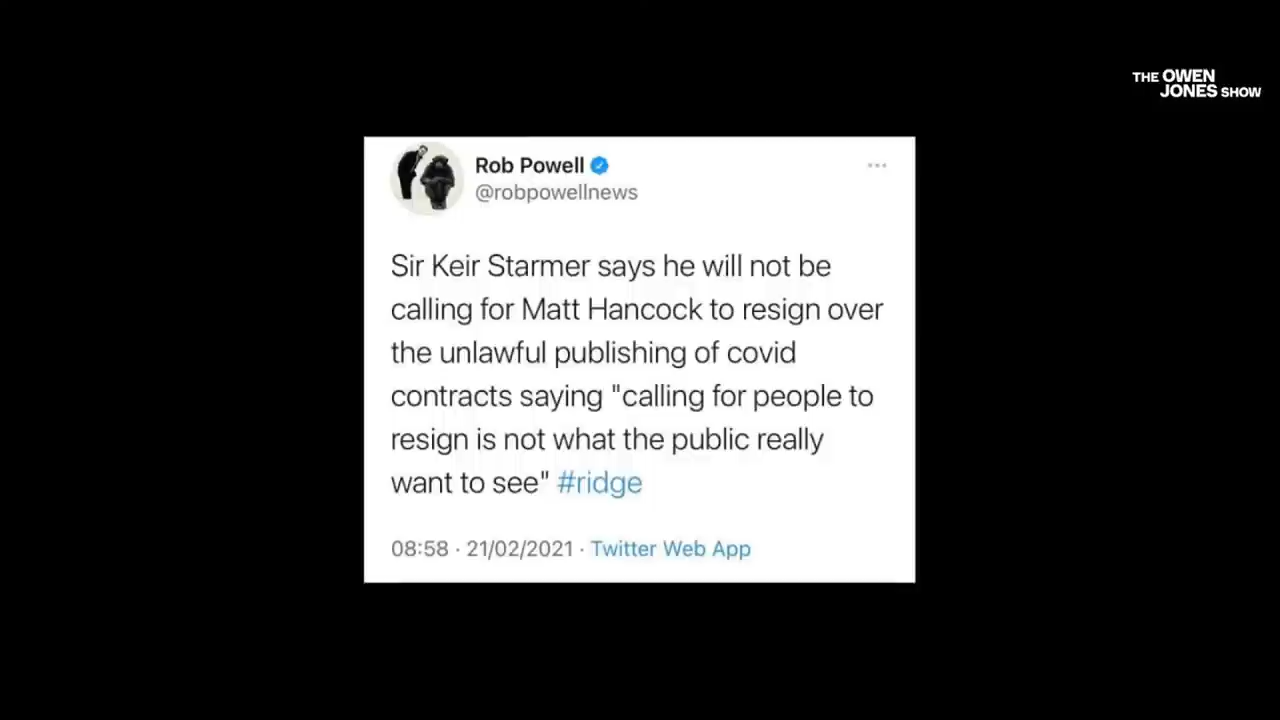 THE OWEN
JONES SHOW
Rob Powell
@robpowellnews
Sir Keir Starmer says he will not be
calling for Matt Hancock to resign over
the unlawful publishing of covid
contracts saying "calling for people to
resign is not what the public really
want to see" #ridge
08:58 · 21/02/2021 · Twitter Web App